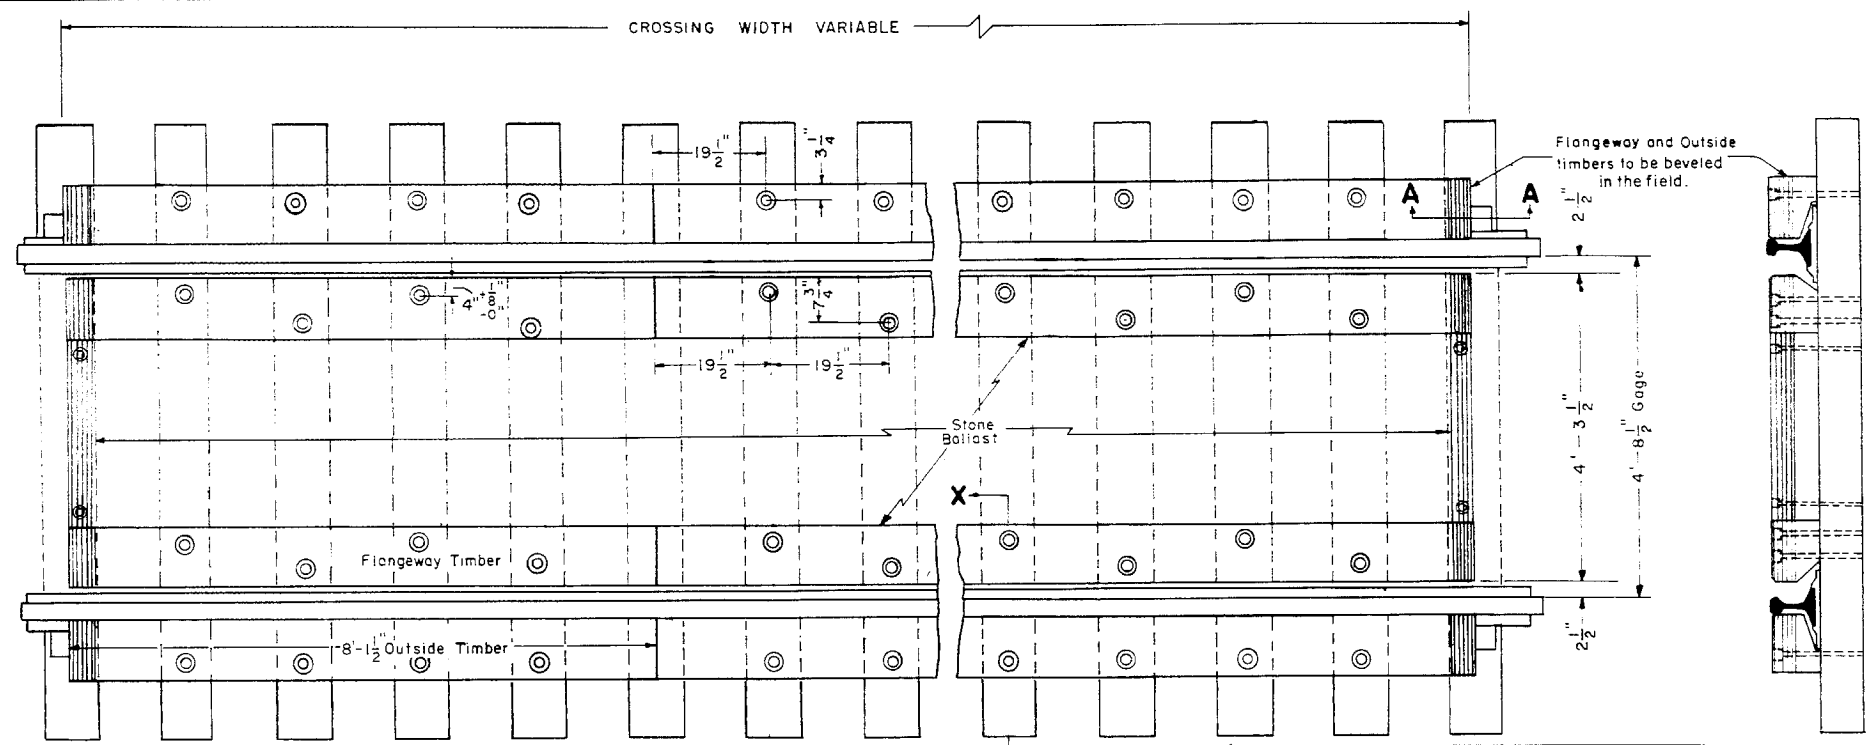 CROSSING WIDTH VARIABLE
19 1/2"
3 1/4"
Flangeway and Outside
timbers to be beveled
in the field.
A A
2 1/2"
4" +1/8" -0"
7 3/4"
19 1/2" 19 1/2"
4'-3 1/2"
4'-8 1/2" Gage
Stone
Ballast
X
Flangeway Timber
2 1/2"
8'-1 1/2" Outside Timber